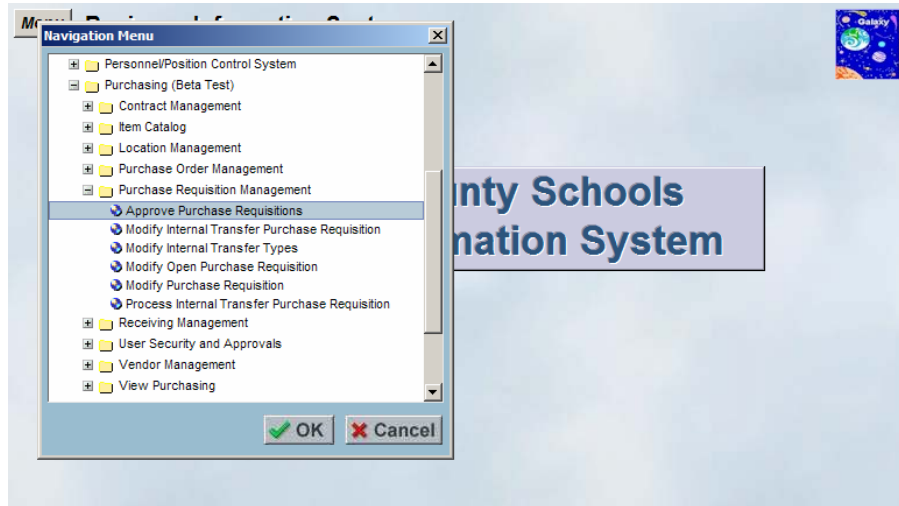 Menu
Navigation Menu
Personnel/Position Control System
Purchasing (Beta Test)
Contract Management
Item Catalog
Location Management
Purchase Order Management
Purchase Requisition Management
Approve Purchase Requisitions
Modify Internal Transfer Purchase Requisition
Modify Internal Transfer Types
Modify Open Purchase Requisition
Modify Purchase Requisition
Process Internal Transfer Purchase Requisition
Receiving Management
User Security and Approvals
Vendor Management
View Purchasing
OK Cancel
unty Schools
mation System
Galaxy